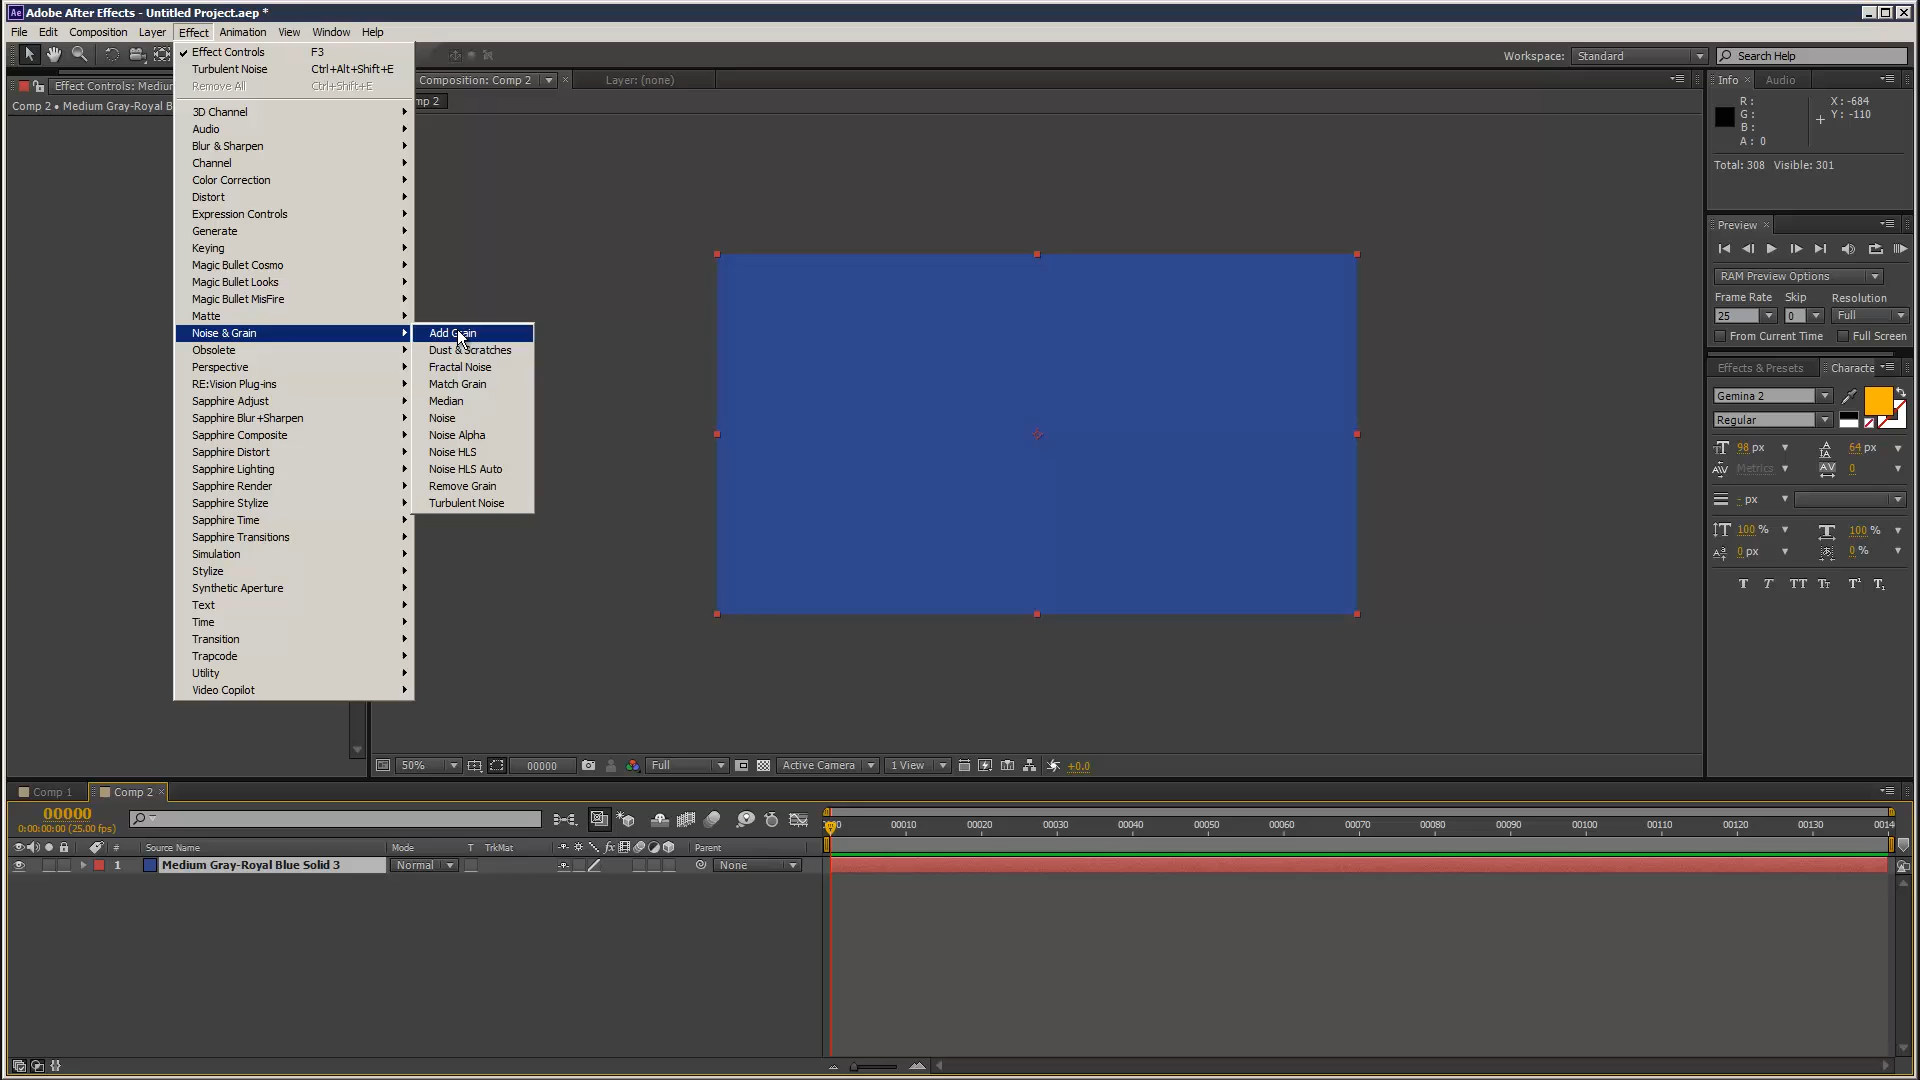 Ae Adobe After Effects - Untitled Project.aep *
File Edit Composition Layer Effect Animation View Window Help
Workspace: Standard Search Help
Effect Controls F3
Turbulent Noise Ctrl+Alt+Shift+E
Remove All Ctrl+Shift+E
3D Channel
Audio
Blur & Sharpen
Channel
Color Correction
Distort
Expression Controls
Generate
Keying
Magic Bullet Cosmo
Magic Bullet Looks
Magic Bullet MisFire
Matte
Noise & Grain
Obsolete
Perspective
RE:Vision Plug-ins
Sapphire Adjust
Sapphire Blur+Sharpen
Sapphire Composite
Sapphire Distort
Sapphire Lighting
Sapphire Render
Sapphire Stylize
Sapphire Time
Sapphire Transitions
Simulation
Stylize
Synthetic Aperture
Text
Time
Transition
Trapcode
Utility
Video Copilot
Add Grain
Dust & Scratches
Fractal Noise
Match Grain
Median
Noise
Noise Alpha
Noise HLS
Noise HLS Auto
Remove Grain
Turbulent Noise
Effect Controls: Medium
Comp 2 • Medium Gray-Royal B
Composition: Comp 2 Layer: (none)
mp 2
Info Audio
R: X: -684
G: Y: -110
B:
A: 0
Total: 308 Visible: 301
Preview
RAM Preview Options
Frame Rate Skip Resolution
25 0 Full
From Current Time Full Screen
Effects & Presets Characte
Gemina 2
Regular
98 px 64 px
Metrics 0
- px
100 % 100 %
0 px 0 %
T T TT Tt T¹ T₁
50% 00000 Full Active Camera 1 View +0.0
Comp 1 Comp 2
00000
0:00:00:00 (25.00 fps)
00010 00020 00030 00040 00050 00060 00070 00080 00090 00100 00110 00120 00130 0014
# Source Name Mode T TrkMat fx Parent
1 Medium Gray-Royal Blue Solid 3 Normal None